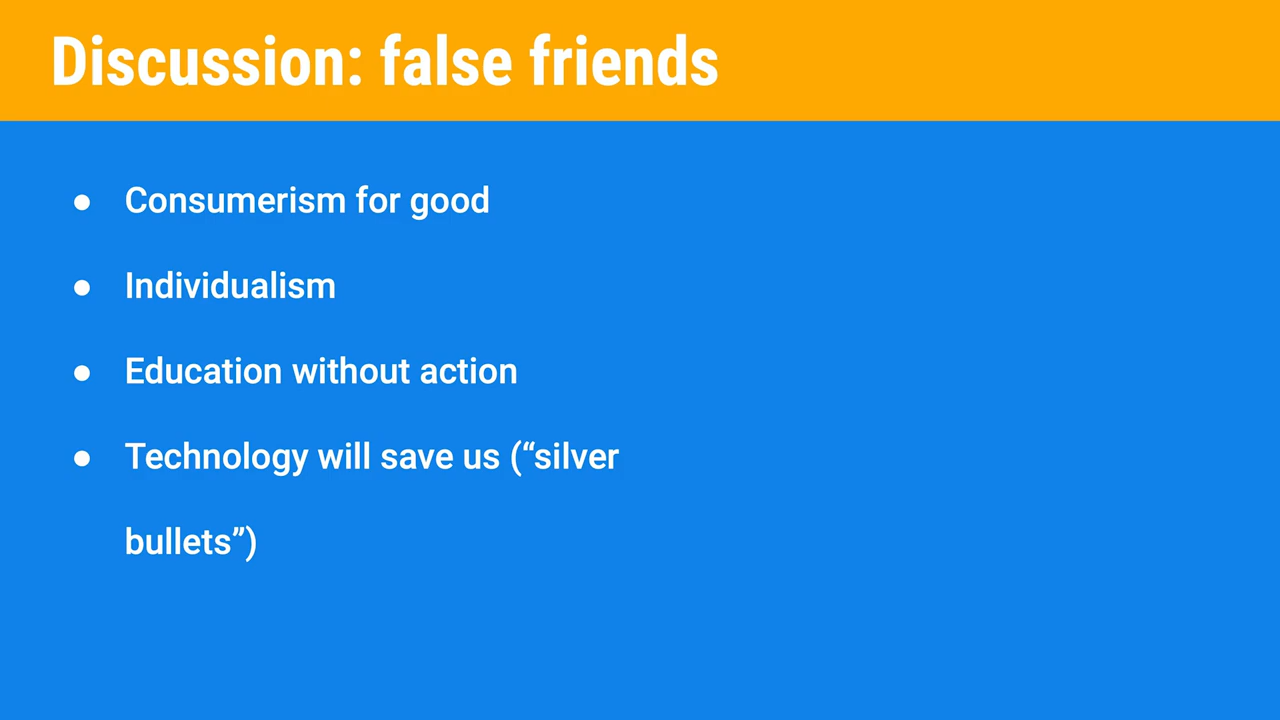 Discussion: false friends
● Consumerism for good
● Individualism
● Education without action
● Technology will save us (“silver
bullets”)